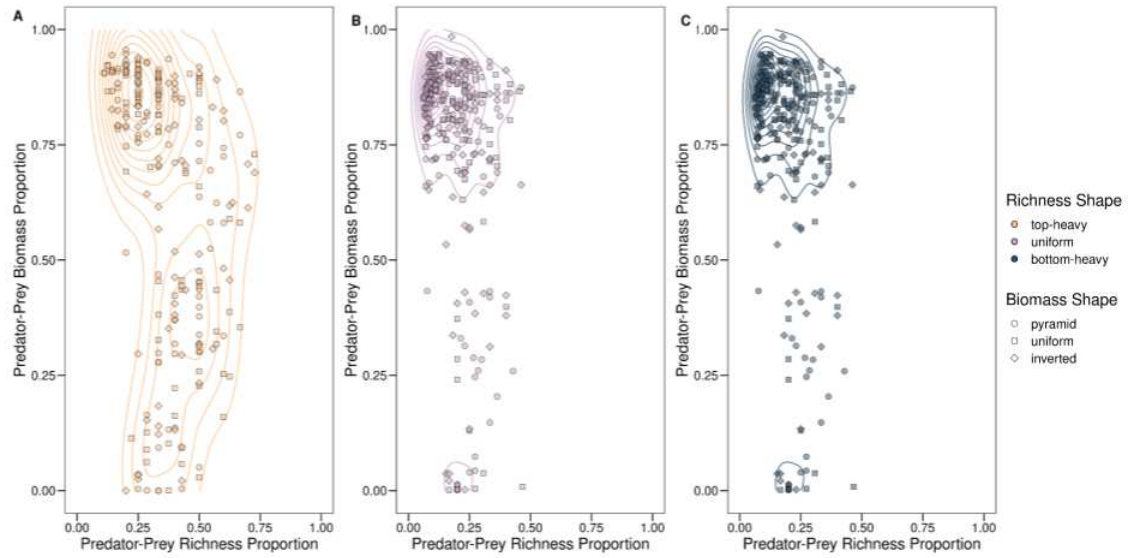 A
B
C
Predator-Prey Biomass Proportion
1.00
0.75
0.50
0.25
0.00
0.00 0.25 0.50 0.75 1.00
Predator-Prey Richness Proportion
Predator-Prey Biomass Proportion
1.00
0.75
0.50
0.25
0.00
0.00 0.25 0.50 0.75 1.00
Predator-Prey Richness Proportion
Predator-Prey Biomass Proportion
1.00
0.75
0.50
0.25
0.00
0.00 0.25 0.50 0.75 1.00
Predator-Prey Richness Proportion
Richness Shape
top-heavy
uniform
bottom-heavy
Biomass Shape
pyramid
uniform
inverted